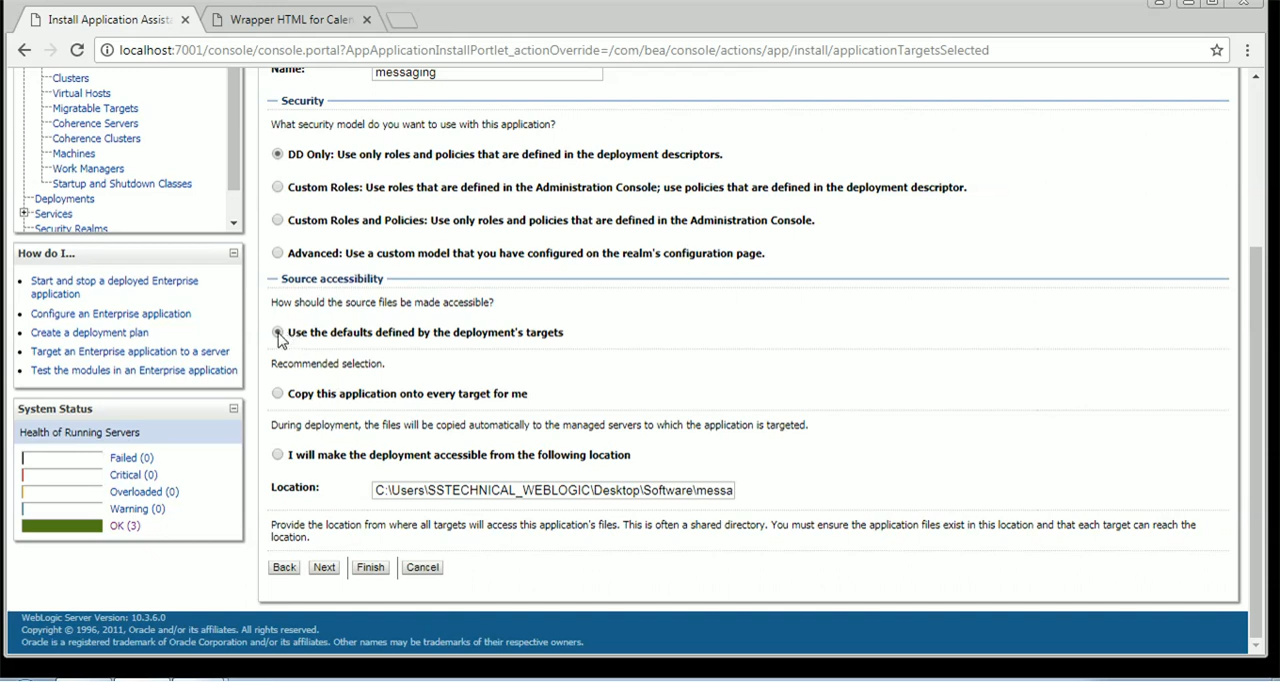 Install Application Assista
Wrapper HTML for Calen
localhost:7001/console/console.portal?AppApplicationInstallPortlet_actionOverride=/com/bea/console/actions/app/install/applicationTargetsSelected
Clusters
Virtual Hosts
Migratable Targets
Coherence Servers
Coherence Clusters
Machines
Work Managers
Startup and Shutdown Classes
Deployments
Services
Security Realms
How do I...
Start and stop a deployed Enterprise
application
Configure an Enterprise application
Create a deployment plan
Target an Enterprise application to a server
Test the modules in an Enterprise application
System Status
Health of Running Servers
Failed (0)
Critical (0)
Overloaded (0)
Warning (0)
OK (3)
Name: messaging
Security
What security model do you want to use with this application?
DD Only: Use only roles and policies that are defined in the deployment descriptors.
Custom Roles: Use roles that are defined in the Administration Console; use policies that are defined in the deployment descriptor.
Custom Roles and Policies: Use only roles and policies that are defined in the Administration Console.
Advanced: Use a custom model that you have configured on the realm's configuration page.
Source accessibility
How should the source files be made accessible?
Use the defaults defined by the deployment's targets
Recommended selection.
Copy this application onto every target for me
During deployment, the files will be copied automatically to the managed servers to which the application is targeted.
I will make the deployment accessible from the following location
Location: C:\Users\SSTECHNICAL_WEBLOGIC\Desktop\Software\messa
Provide the location from where all targets will access this application's files. This is often a shared directory. You must ensure the application files exist in this location and that each target can reach the
location.
Back Next Finish Cancel
WebLogic Server Version: 10.3.6.0
Copyright © 1996, 2011, Oracle and/or its affiliates. All rights reserved.
Oracle is a registered trademark of Oracle Corporation and/or its affiliates. Other names may be trademarks of their respective owners.